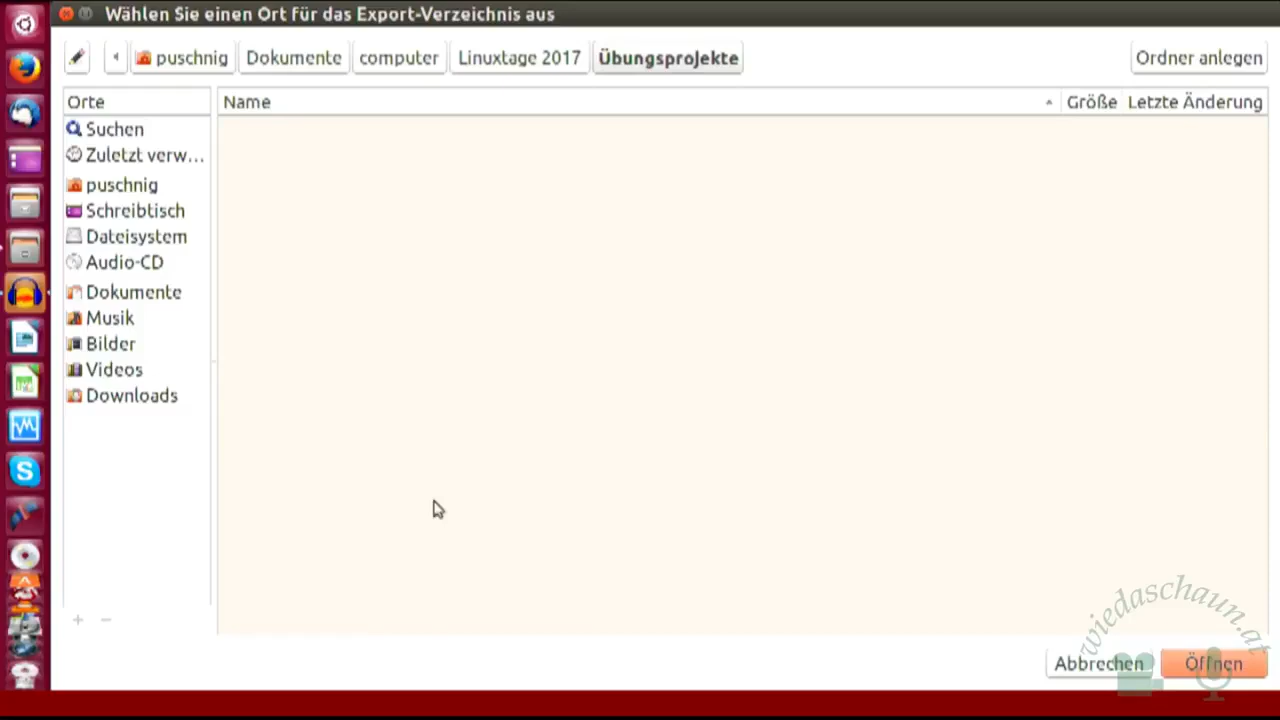 Wählen Sie einen Ort für das Export-Verzeichnis aus
puschnig Dokumente computer Linuxtage 2017 Übungsprojekte Ordner anlegen
Orte Name Größe Letzte Änderung
Suchen
Zuletzt verw...
puschnig
Schreibtisch
Dateisystem
Audio-CD
Dokumente
Musik
Bilder
Videos
Downloads
wiedaschaun.at
Abbrechen Öffnen